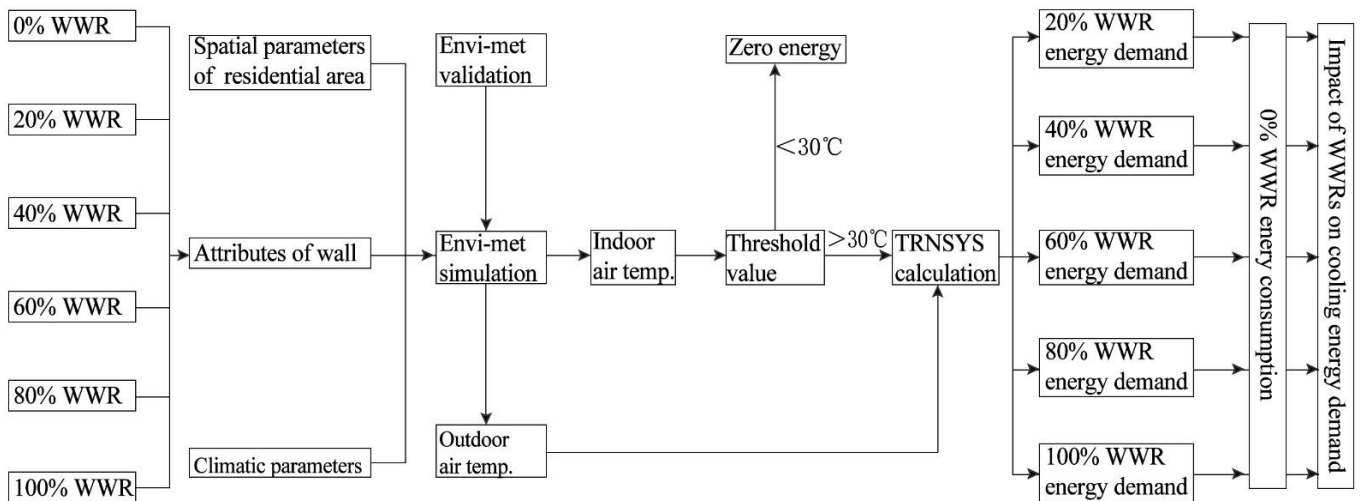 0% WWR
20% WWR
40% WWR
60% WWR
80% WWR
100% WWR
Spatial parameters
of residential area
Attributes of wall
Climatic parameters
Envi-met
validation
Envi-met
simulation
Outdoor
air temp.
Indoor
air temp.
Zero energy
<30℃
Threshold
value
>30℃
TRNSYS
calculation
20% WWR
energy demand
40% WWR
energy demand
60% WWR
energy demand
80% WWR
energy demand
100% WWR
energy demand
0% WWR enery consumption
Impact of WWRs on cooling energy demand